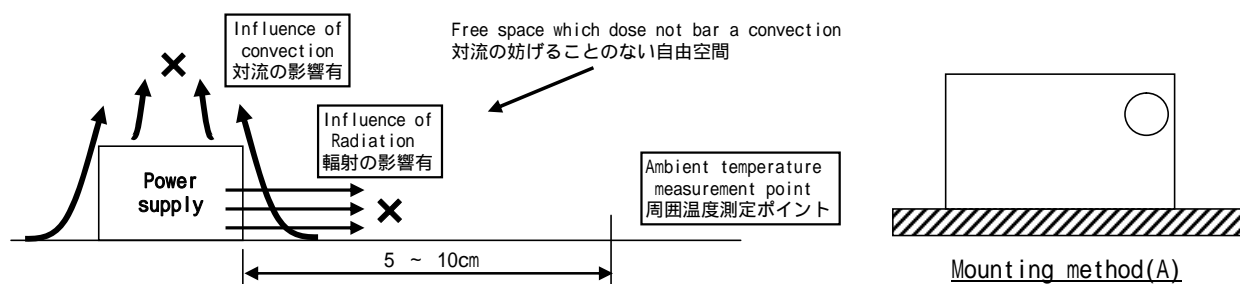 Influence of
convection
対流の影響有
Free space which dose not bar a convection
対流の妨げることのない自由空間
Influence of
Radiation
輻射の影響有
Power
supply
Ambient temperature
measurement point
周囲温度測定ポイント
5 ~ 10cm
Mounting method(A)